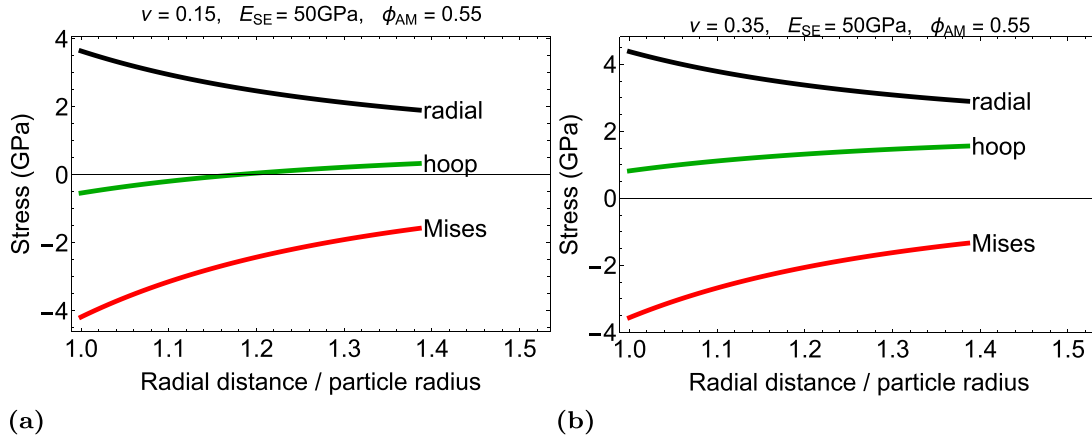 ν = 0.15, E_SE = 50GPa, ϕ_AM = 0.55
4
2
0
−2
−4
Stress (GPa)
radial
hoop
Mises
1.0 1.1 1.2 1.3 1.4 1.5
Radial distance / particle radius
(a)
ν = 0.35, E_SE = 50GPa, ϕ_AM = 0.55
4
2
0
−2
−4
Stress (GPa)
radial
hoop
Mises
1.0 1.1 1.2 1.3 1.4 1.5
Radial distance / particle radius
(b)